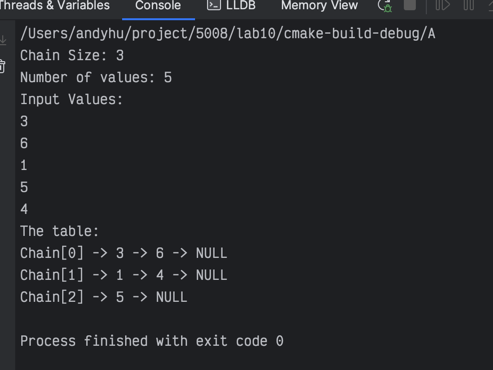 Threads & Variables Console LLDB Memory View
/Users/andyhu/project/5008/lab10/cmake-build-debug/A
Chain Size: 3
Number of values: 5
Input Values:
3
6
1
5
4
The table:
Chain[0] -> 3 -> 6 -> NULL
Chain[1] -> 1 -> 4 -> NULL
Chain[2] -> 5 -> NULL
Process finished with exit code 0